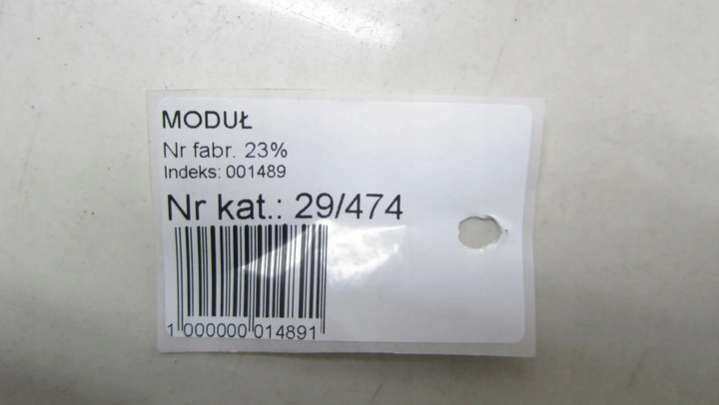 MODUŁ
Nr fabr. 23%
Indeks: 001489
Nr kat.: 29/474
1 000000 014891